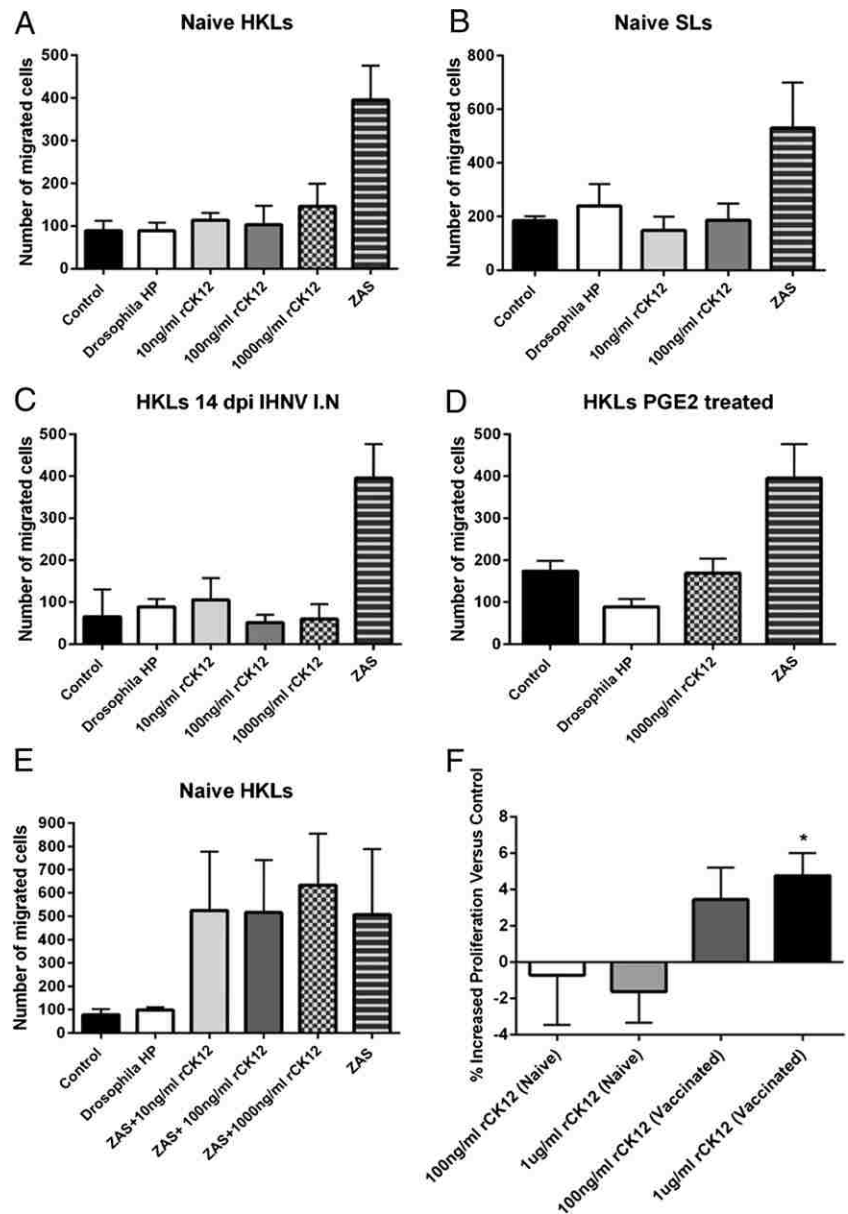 A
Naive HKLs
Number of migrated cells
500
400
300
200
100
0
Control
Drosophila HP
10ng/ml rCK12
100ng/ml rCK12
1000ng/ml rCK12
ZAS
B
Naive SLs
Number of migrated cells
800
600
400
200
0
Control
Drosophila HP
10ng/ml rCK12
100ng/ml rCK12
ZAS
C
HKLs 14 dpi IHNV I.N
Number of migrated cells
500
400
300
200
100
0
Control
Drosophila HP
10ng/ml rCK12
100ng/ml rCK12
1000ng/ml rCK12
ZAS
D
HKLs PGE2 treated
Number of migrated cells
500
400
300
200
100
0
Control
Drosophila HP
1000ng/ml rCK12
ZAS
E
Naive HKLs
Number of migrated cells
900
800
700
600
500
400
300
200
100
0
Control
Drosophila HP
ZAS+10ng/ml rCK12
ZAS+ 100ng/ml rCK12
ZAS+1000ng/ml rCK12
ZAS
F
% Increased Proliferation Versus Control
8
6
4
2
0
-2
-4
*
100ng/ml rCK12 (Naive)
1ug/ml rCK12 (Naive)
100ng/ml rCK12 (Vaccinated)
1ug/ml rCK12 (Vaccinated)